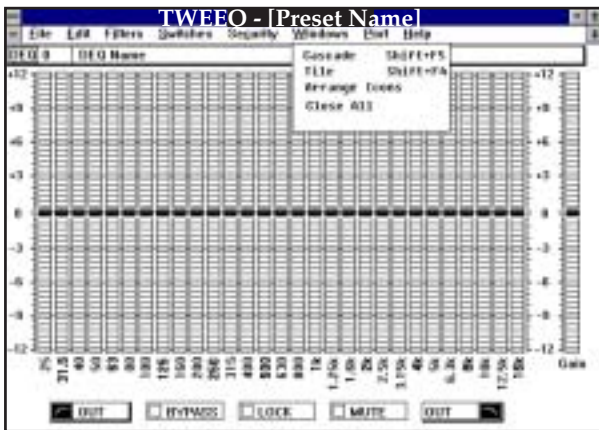 TWEEQ - [Preset Name]
File Edit Filters Switches Security Windows Port Help
DEQ 0 DEQ Name
Cascade Shift+F5
Tile Shift+F4
Arrange Icons
Close All
+12 +12
+9 +9
+6 +6
+3 +3
0 0
-3 -3
-6 -6
-9 -9
-12 -12
25 31.5 40 50 63 80 100 125 160 200 250 315 400 500 630 800 1k 1.25k 1.6k 2k 2.5k 3.15k 4k 5k 6.3k 8k 10k 12.5k 16k Gain
OUT BYPASS LOCK MUTE OUT